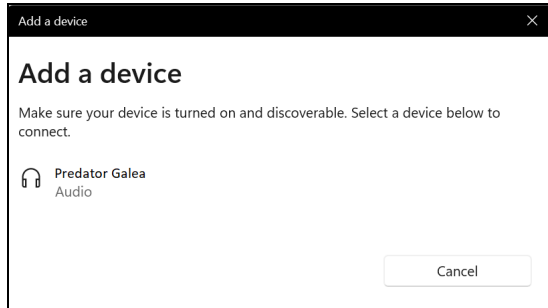 Add a device
Add a device
Make sure your device is turned on and discoverable. Select a device below to
connect.
Predator Galea
Audio
Cancel